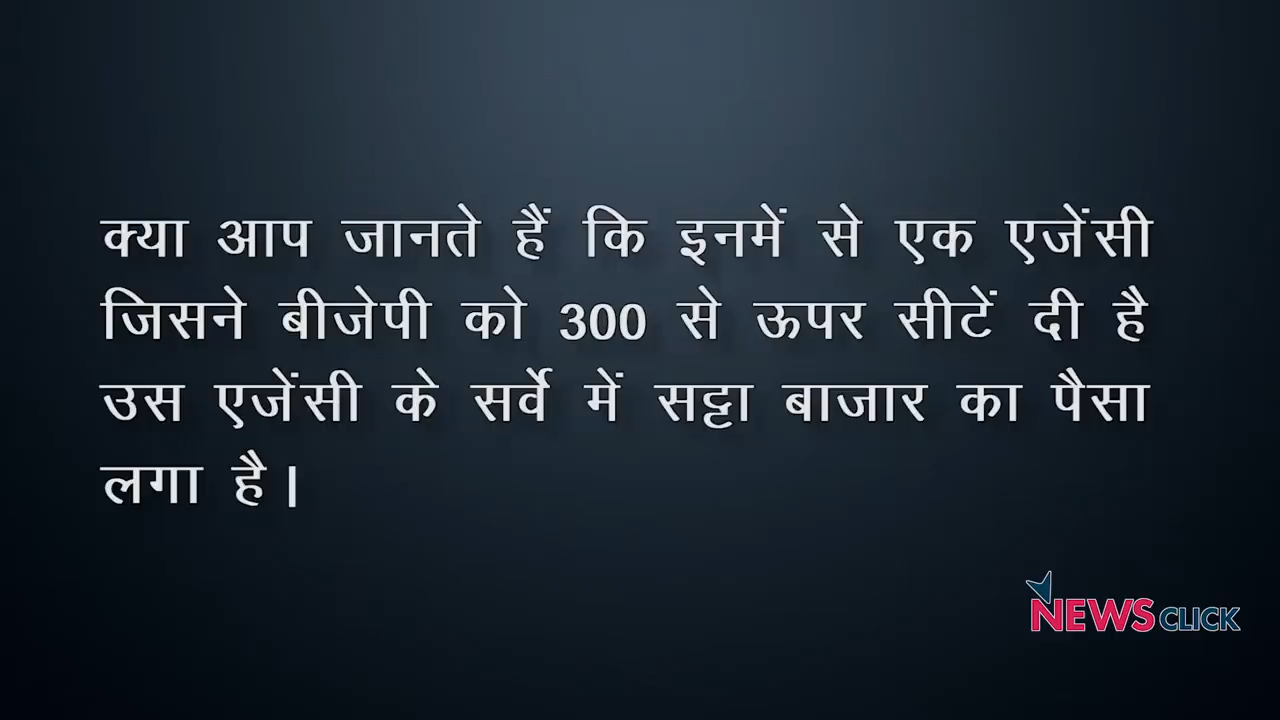 क्या आप जानते हैं कि इनमें से एक एजेंसी
जिसने बीजेपी को 300 से ऊपर सीटें दी है
उस एजेंसी के सर्वे में सट्टा बाजार का पैसा
लगा है।
NEWSCLICK